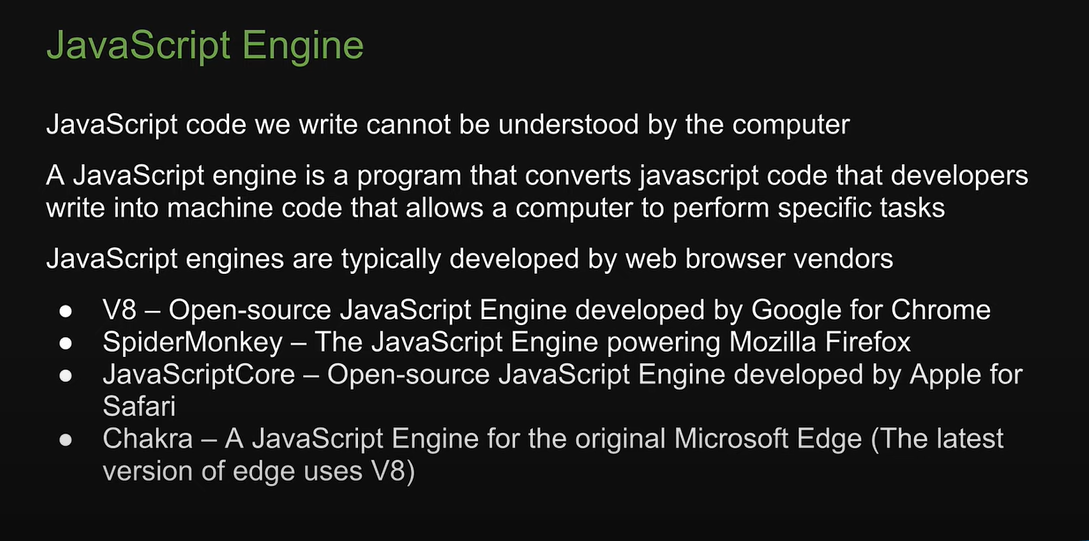 JavaScript Engine
JavaScript code we write cannot be understood by the computer
A JavaScript engine is a program that converts javascript code that developers
write into machine code that allows a computer to perform specific tasks
JavaScript engines are typically developed by web browser vendors
● V8 – Open-source JavaScript Engine developed by Google for Chrome
● SpiderMonkey – The JavaScript Engine powering Mozilla Firefox
● JavaScriptCore – Open-source JavaScript Engine developed by Apple for
Safari
● Chakra – A JavaScript Engine for the original Microsoft Edge (The latest
version of edge uses V8)